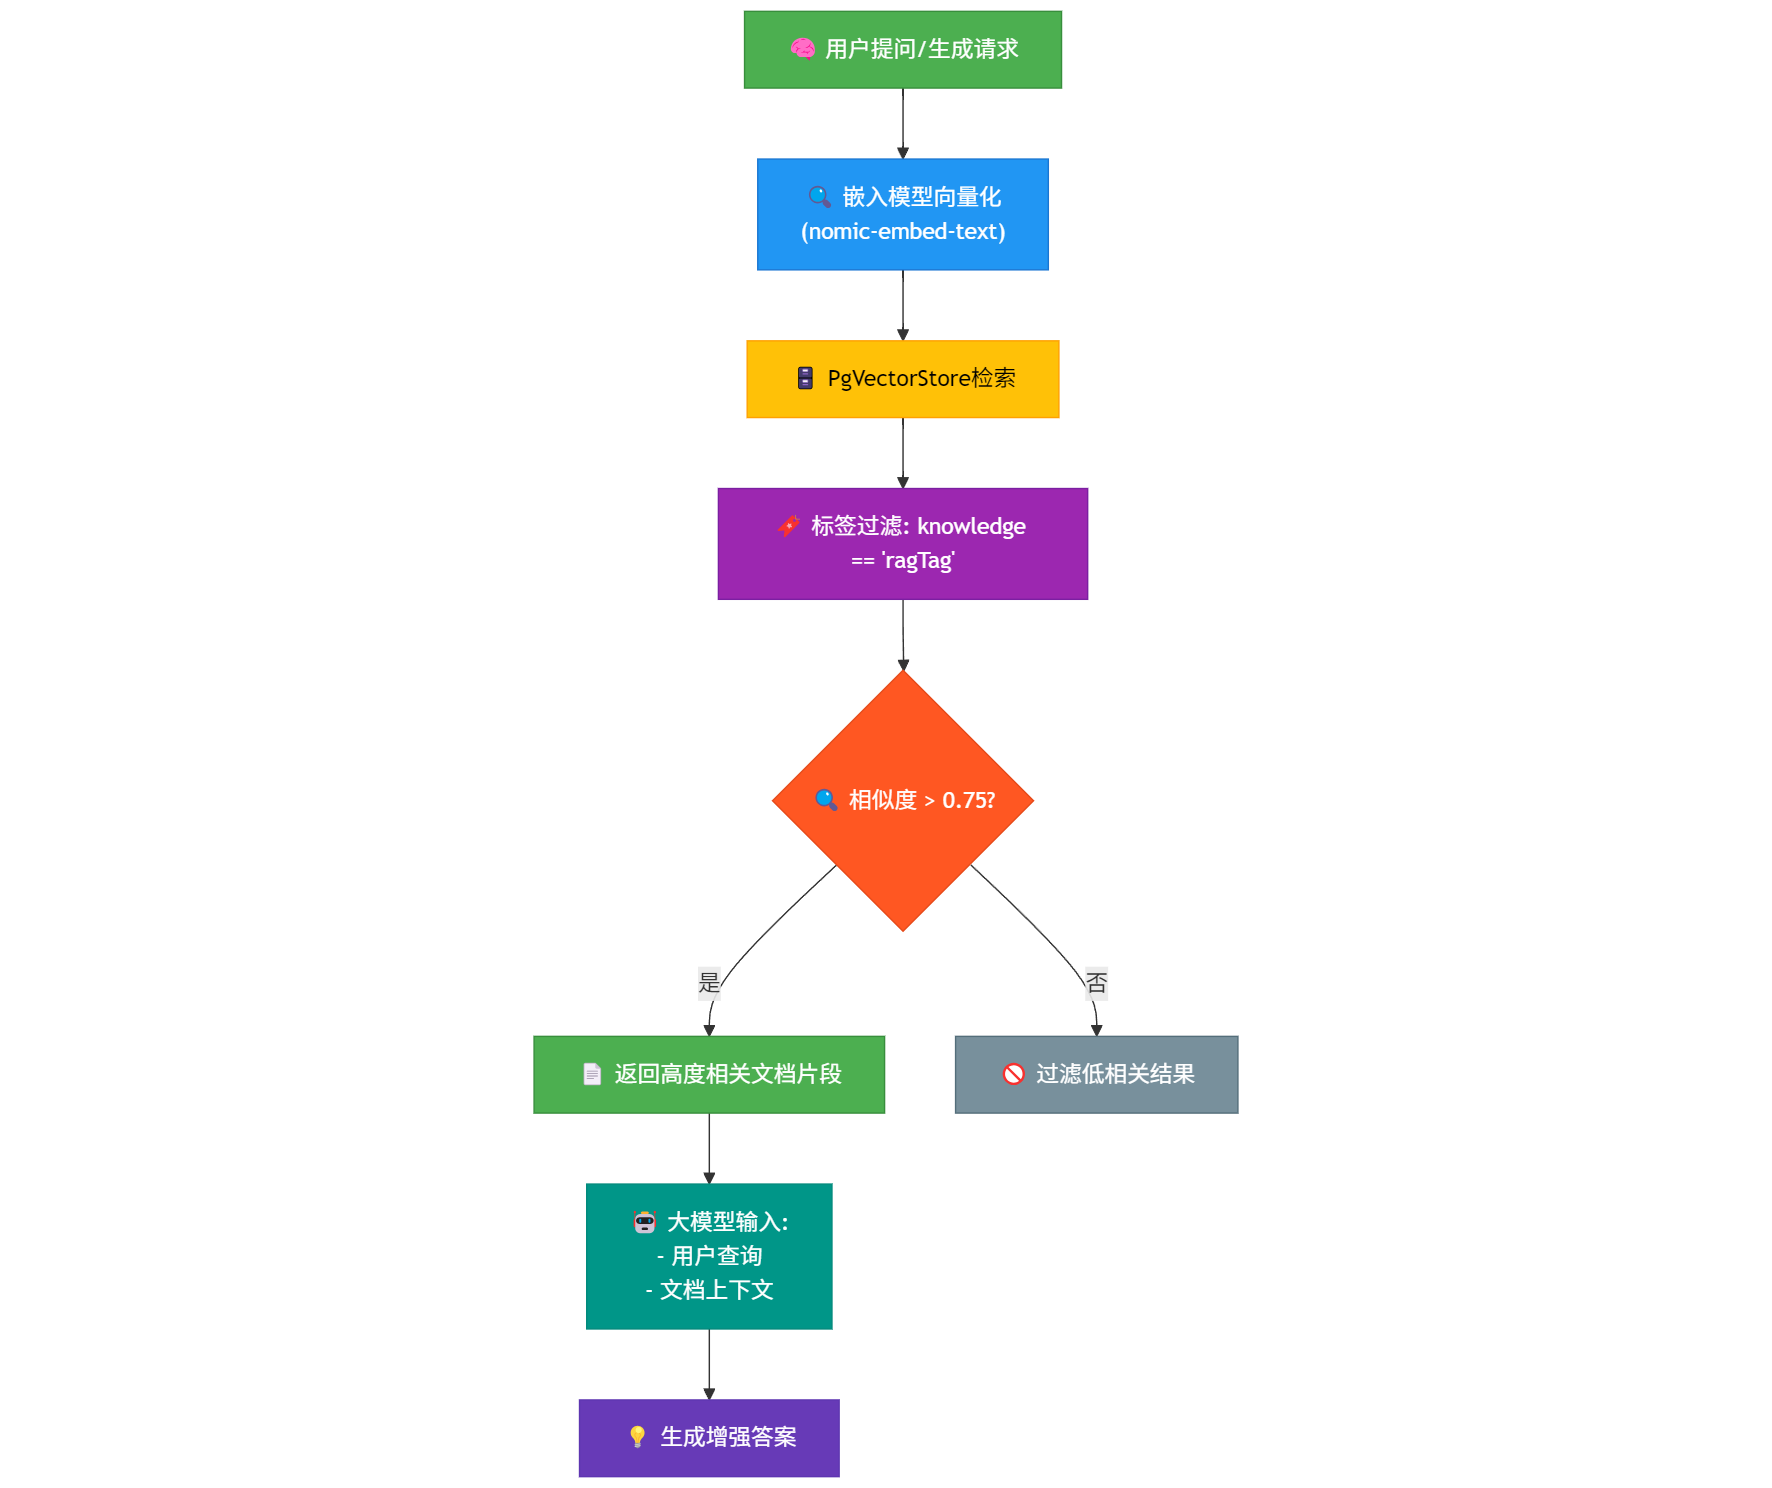 🧠 用户提问/生成请求
🔍 嵌入模型向量化
(nomic-embed-text)
🗄️ PgVectorStore检索
🔖 标签过滤: knowledge
== 'ragTag'
🔍 相似度 > 0.75?
是
否
📄 返回高度相关文档片段
🚫 过滤低相关结果
🤖 大模型输入:
- 用户查询
- 文档上下文
💡 生成增强答案